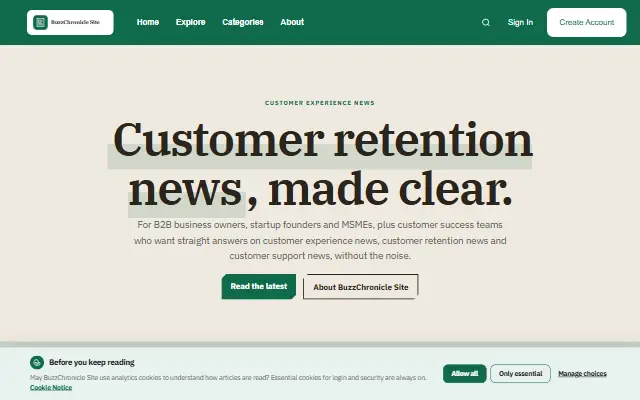 BuzzChronicle Site
Home Explore Categories About
Sign In Create Account
CUSTOMER EXPERIENCE NEWS
Customer retention
news, made clear.
For B2B business owners, startup founders and MSMEs, plus customer success teams
who want straight answers on customer experience news, customer retention news and
customer support news, without the noise.
Read the latest About BuzzChronicle Site
Before you keep reading
May BuzzChronicle Site use analytics cookies to understand how articles are read? Essential cookies for login and security are always on.
Cookie Notice
Allow all Only essential Manage choices